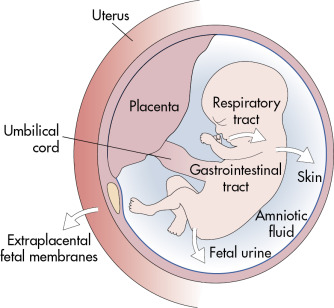 Uterus
Placenta
Respiratory
tract
Umbilical
cord
Gastrointestinal
tract
Skin
Amniotic
fluid
Extraplacental
fetal membranes
Fetal urine